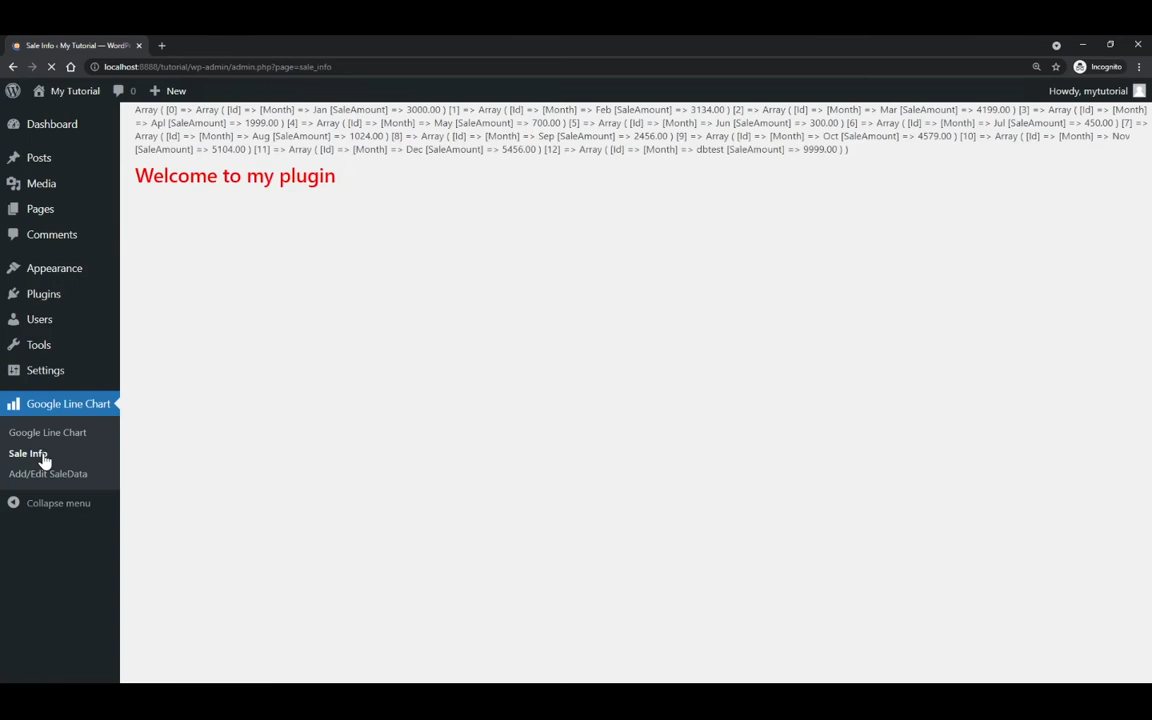 Sale Info ‹ My Tutorial — WordPr
localhost:8888/tutorial/wp-admin/admin.php?page=sale_info
Incognito
My Tutorial
0
New
Howdy, mytutorial
Dashboard
Posts
Media
Pages
Comments
Appearance
Plugins
Users
Tools
Settings
Google Line Chart
Google Line Chart
Sale Info
Add/Edit SaleData
Collapse menu
Array ( [0] => Array ( [Id] => [Month] => Jan [SaleAmount] => 3000.00 ) [1] => Array ( [Id] => [Month] => Feb [SaleAmount] => 3134.00 ) [2] => Array ( [Id] => [Month] => Mar [SaleAmount] => 4199.00 ) [3] => Array ( [Id] => [Month]
=> Apl [SaleAmount] => 1999.00 ) [4] => Array ( [Id] => [Month] => May [SaleAmount] => 700.00 ) [5] => Array ( [Id] => [Month] => Jun [SaleAmount] => 300.00 ) [6] => Array ( [Id] => [Month] => Jul [SaleAmount] => 450.00 ) [7] =>
Array ( [Id] => [Month] => Aug [SaleAmount] => 1024.00 ) [8] => Array ( [Id] => [Month] => Sep [SaleAmount] => 2456.00 ) [9] => Array ( [Id] => [Month] => Oct [SaleAmount] => 4579.00 ) [10] => Array ( [Id] => [Month] => Nov
[SaleAmount] => 5104.00 ) [11] => Array ( [Id] => [Month] => Dec [SaleAmount] => 5456.00 ) [12] => Array ( [Id] => [Month] => dbtest [SaleAmount] => 9999.00 ) )
Welcome to my plugin